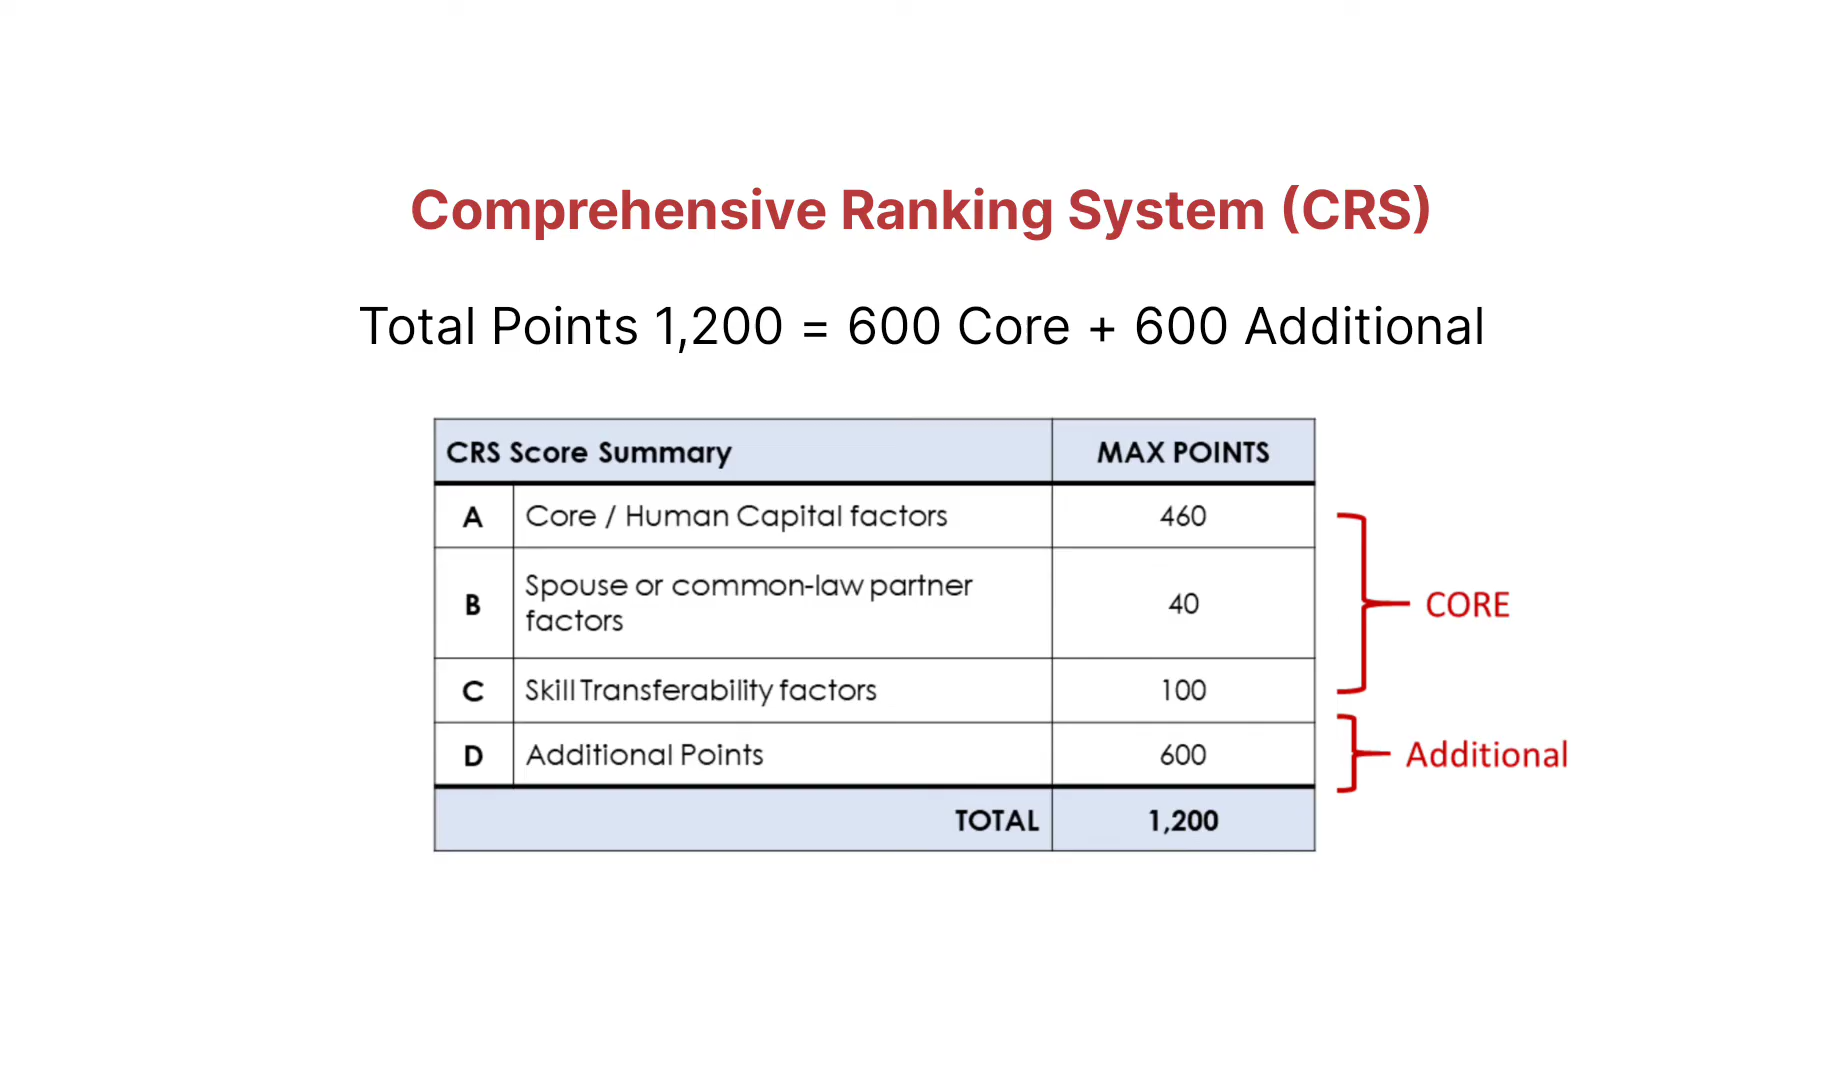 Comprehensive Ranking System (CRS)
Total Points 1,200 = 600 Core + 600 Additional
CRS Score Summary MAX POINTS
A Core / Human Capital factors 460
B Spouse or common-law partner factors 40
C Skill Transferability factors 100
D Additional Points 600
TOTAL 1,200
CORE
Additional